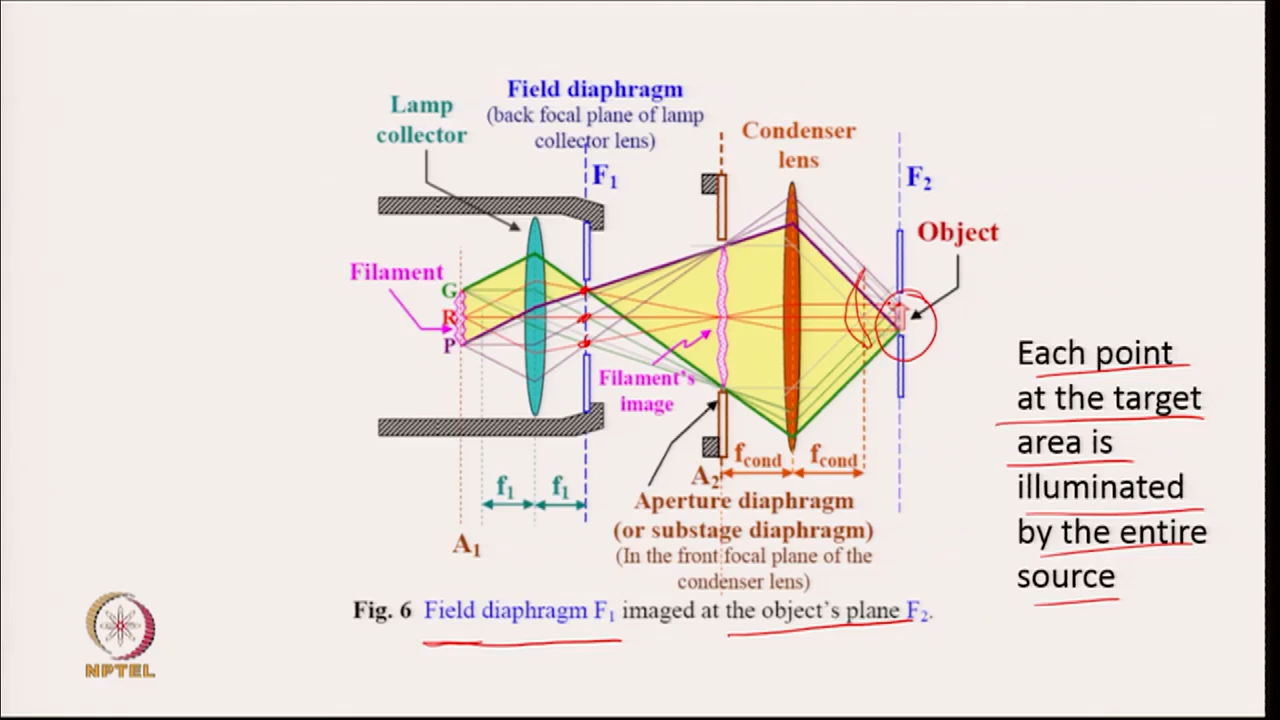 Field diaphragm
(back focal plane of lamp
collector lens)
Lamp
collector
Condenser
lens
F₁
F₂
Object
Filament
G
R
P
Filament's
image
Each point
at the target
area is
illuminated
by the entire
source
f₁ f₁
f_cond f_cond
A₁
A₂
Aperture diaphragm
(or substage diaphragm)
(In the front focal plane of the
condenser lens)
Fig. 6 Field diaphragm F₁ imaged at the object's plane F₂.
NPTEL